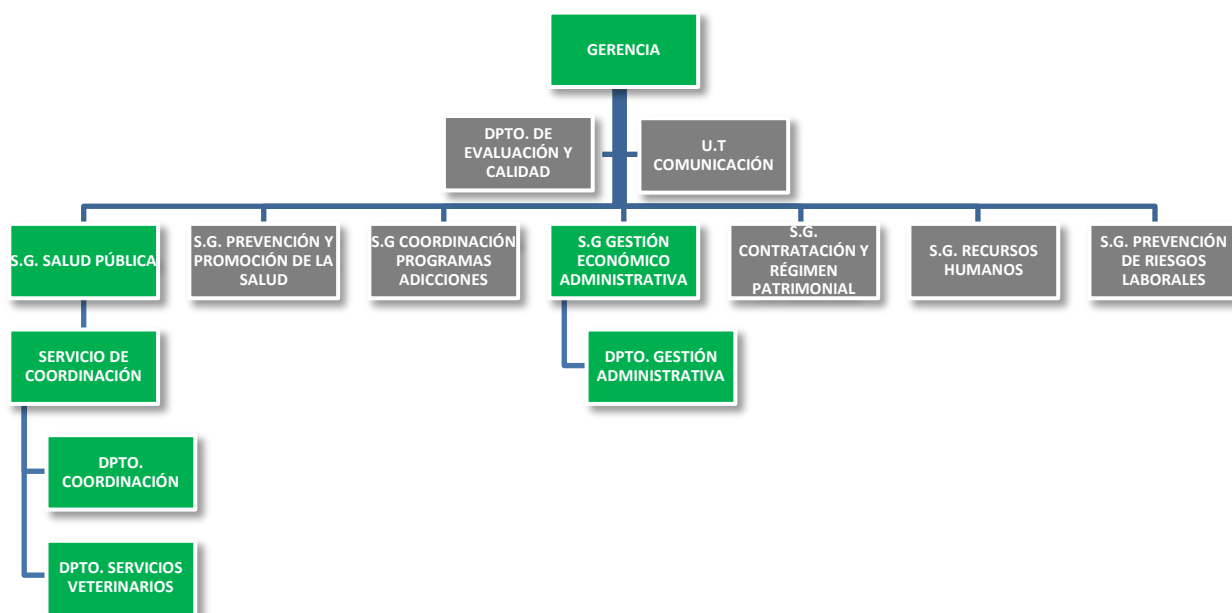 GERENCIA
DPTO. DE
EVALUACIÓN Y
CALIDAD
U.T
COMUNICACIÓN
S.G. SALUD PÚBLICA
S.G. PREVENCIÓN Y
PROMOCIÓN DE LA
SALUD
S.G COORDINACIÓN
PROGRAMAS
ADICCIONES
S.G GESTIÓN
ECONÓMICO
ADMINISTRATIVA
S.G.
CONTRATACIÓN Y
RÉGIMEN
PATRIMONIAL
S.G. RECURSOS
HUMANOS
S.G. PREVENCIÓN
DE RIESGOS
LABORALES
SERVICIO DE
COORDINACIÓN
DPTO. GESTIÓN
ADMINISTRATIVA
DPTO.
COORDINACIÓN
DPTO. SERVICIOS
VETERINARIOS